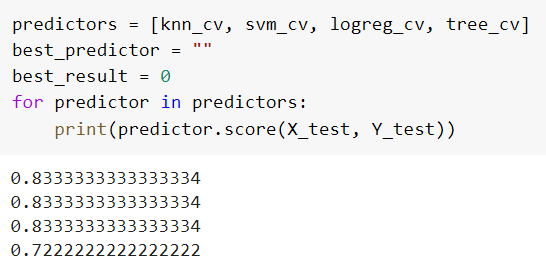 predictors = [knn_cv, svm_cv, logreg_cv, tree_cv]
best_predictor = ""
best_result = 0
for predictor in predictors:
    print(predictor.score(X_test, Y_test))
0.8333333333333334
0.8333333333333334
0.8333333333333334
0.7222222222222222